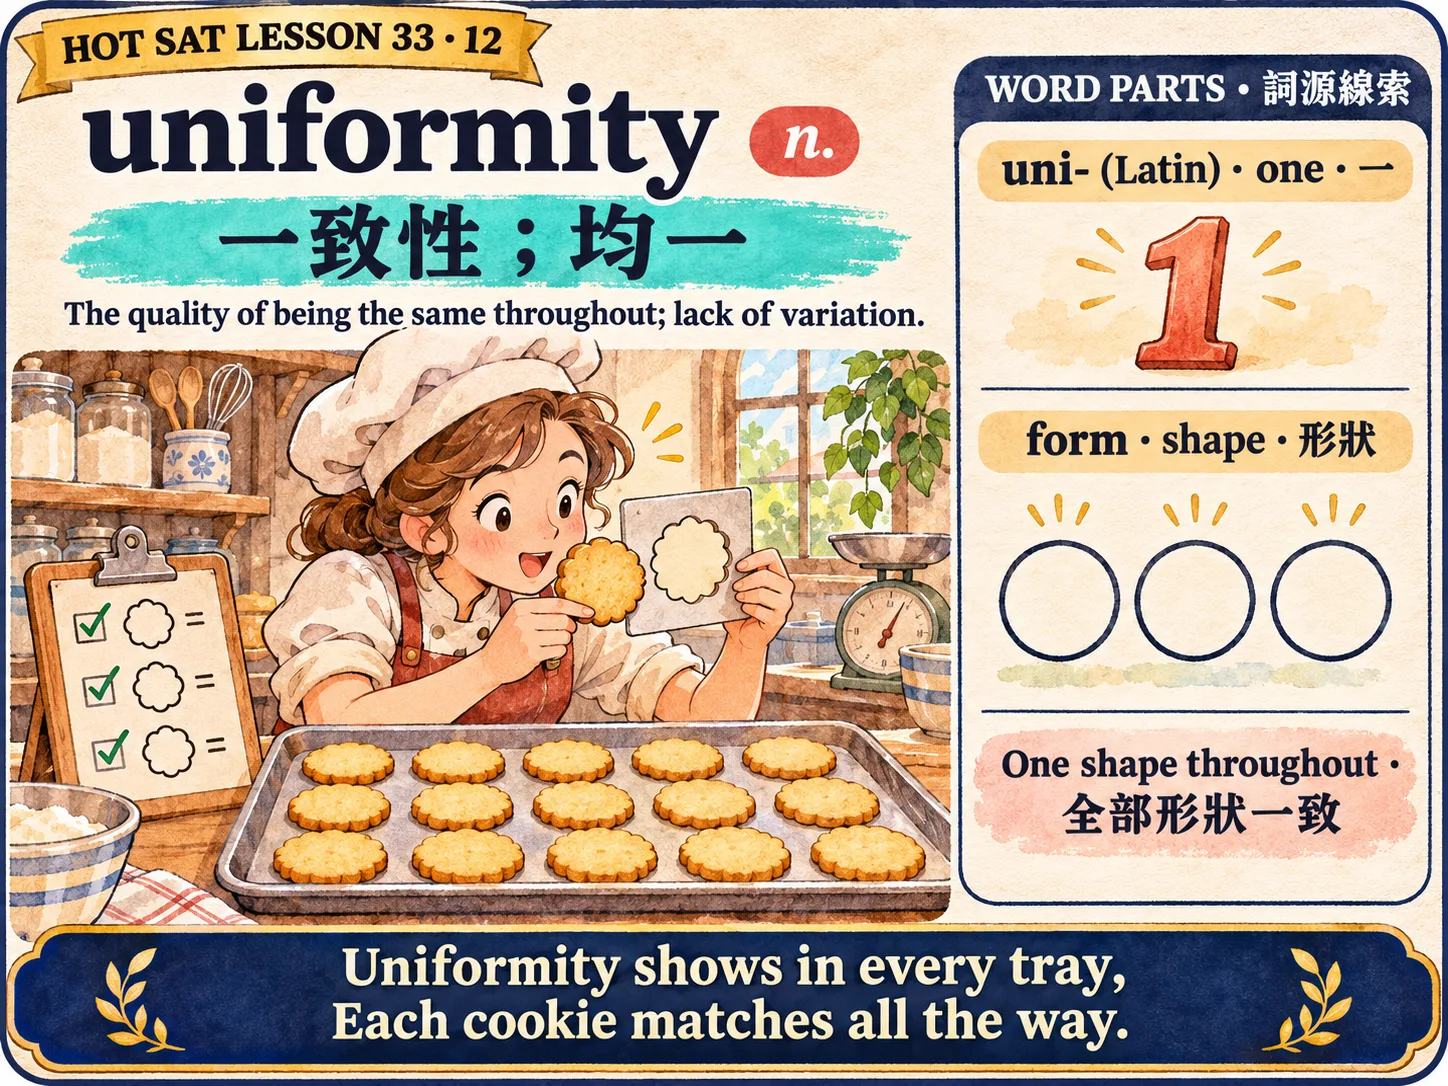 HOT SAT LESSON 33 · 12
uniformity n.
一致性；均一
The quality of being the same throughout; lack of variation.
WORD PARTS · 詞源線索
uni- (Latin) · one · 一
1
form · shape · 形狀
One shape throughout ·
全部形狀一致
=
=
=
Uniformity shows in every tray,
Each cookie matches all the way.